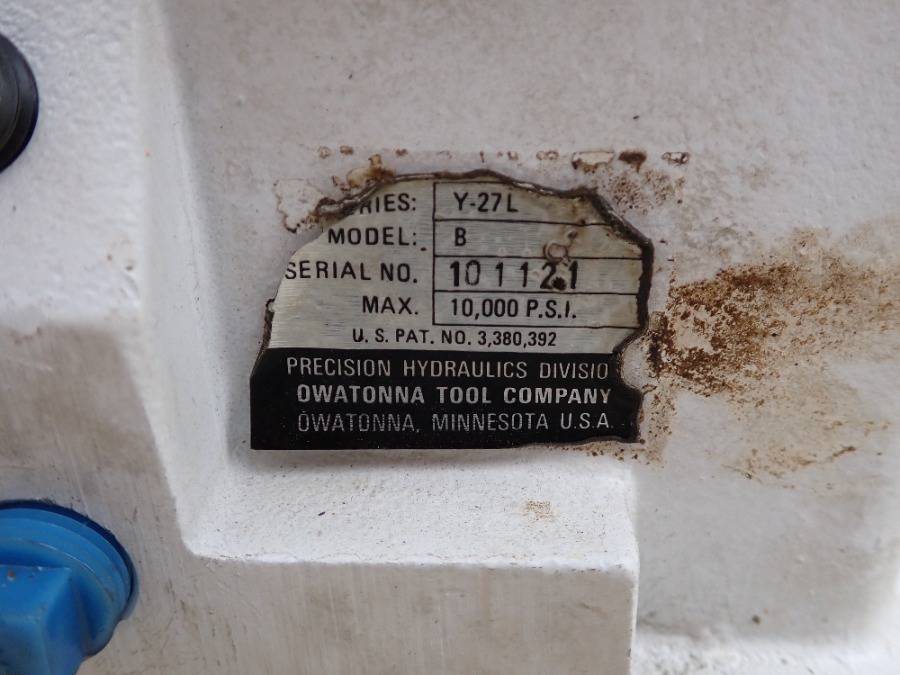 RIES: Y-27L
MODEL: B
SERIAL NO. 101121
MAX. 10,000 P.S.I.
U. S. PAT. NO. 3,380,392
PRECISION HYDRAULICS DIVISIO
OWATONNA TOOL COMPANY
OWATONNA, MINNESOTA U.S.A.